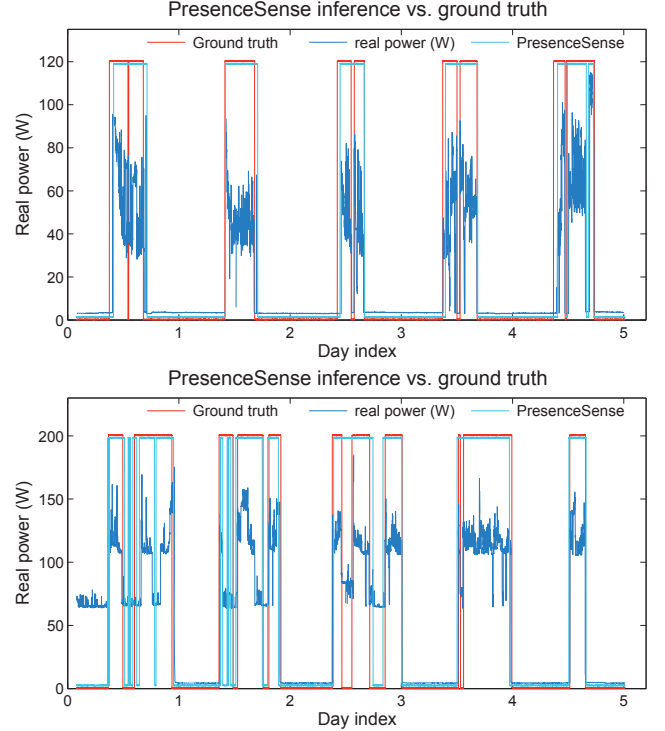 PresenceSense inference vs. ground truth
Ground truth real power (W) PresenceSense
Real power (W)
140
120
100
80
60
40
20
0
0 1 2 3 4 5
Day index
PresenceSense inference vs. ground truth
Ground truth real power (W) PresenceSense
Real power (W)
200
150
100
50
0
0 1 2 3 4 5
Day index